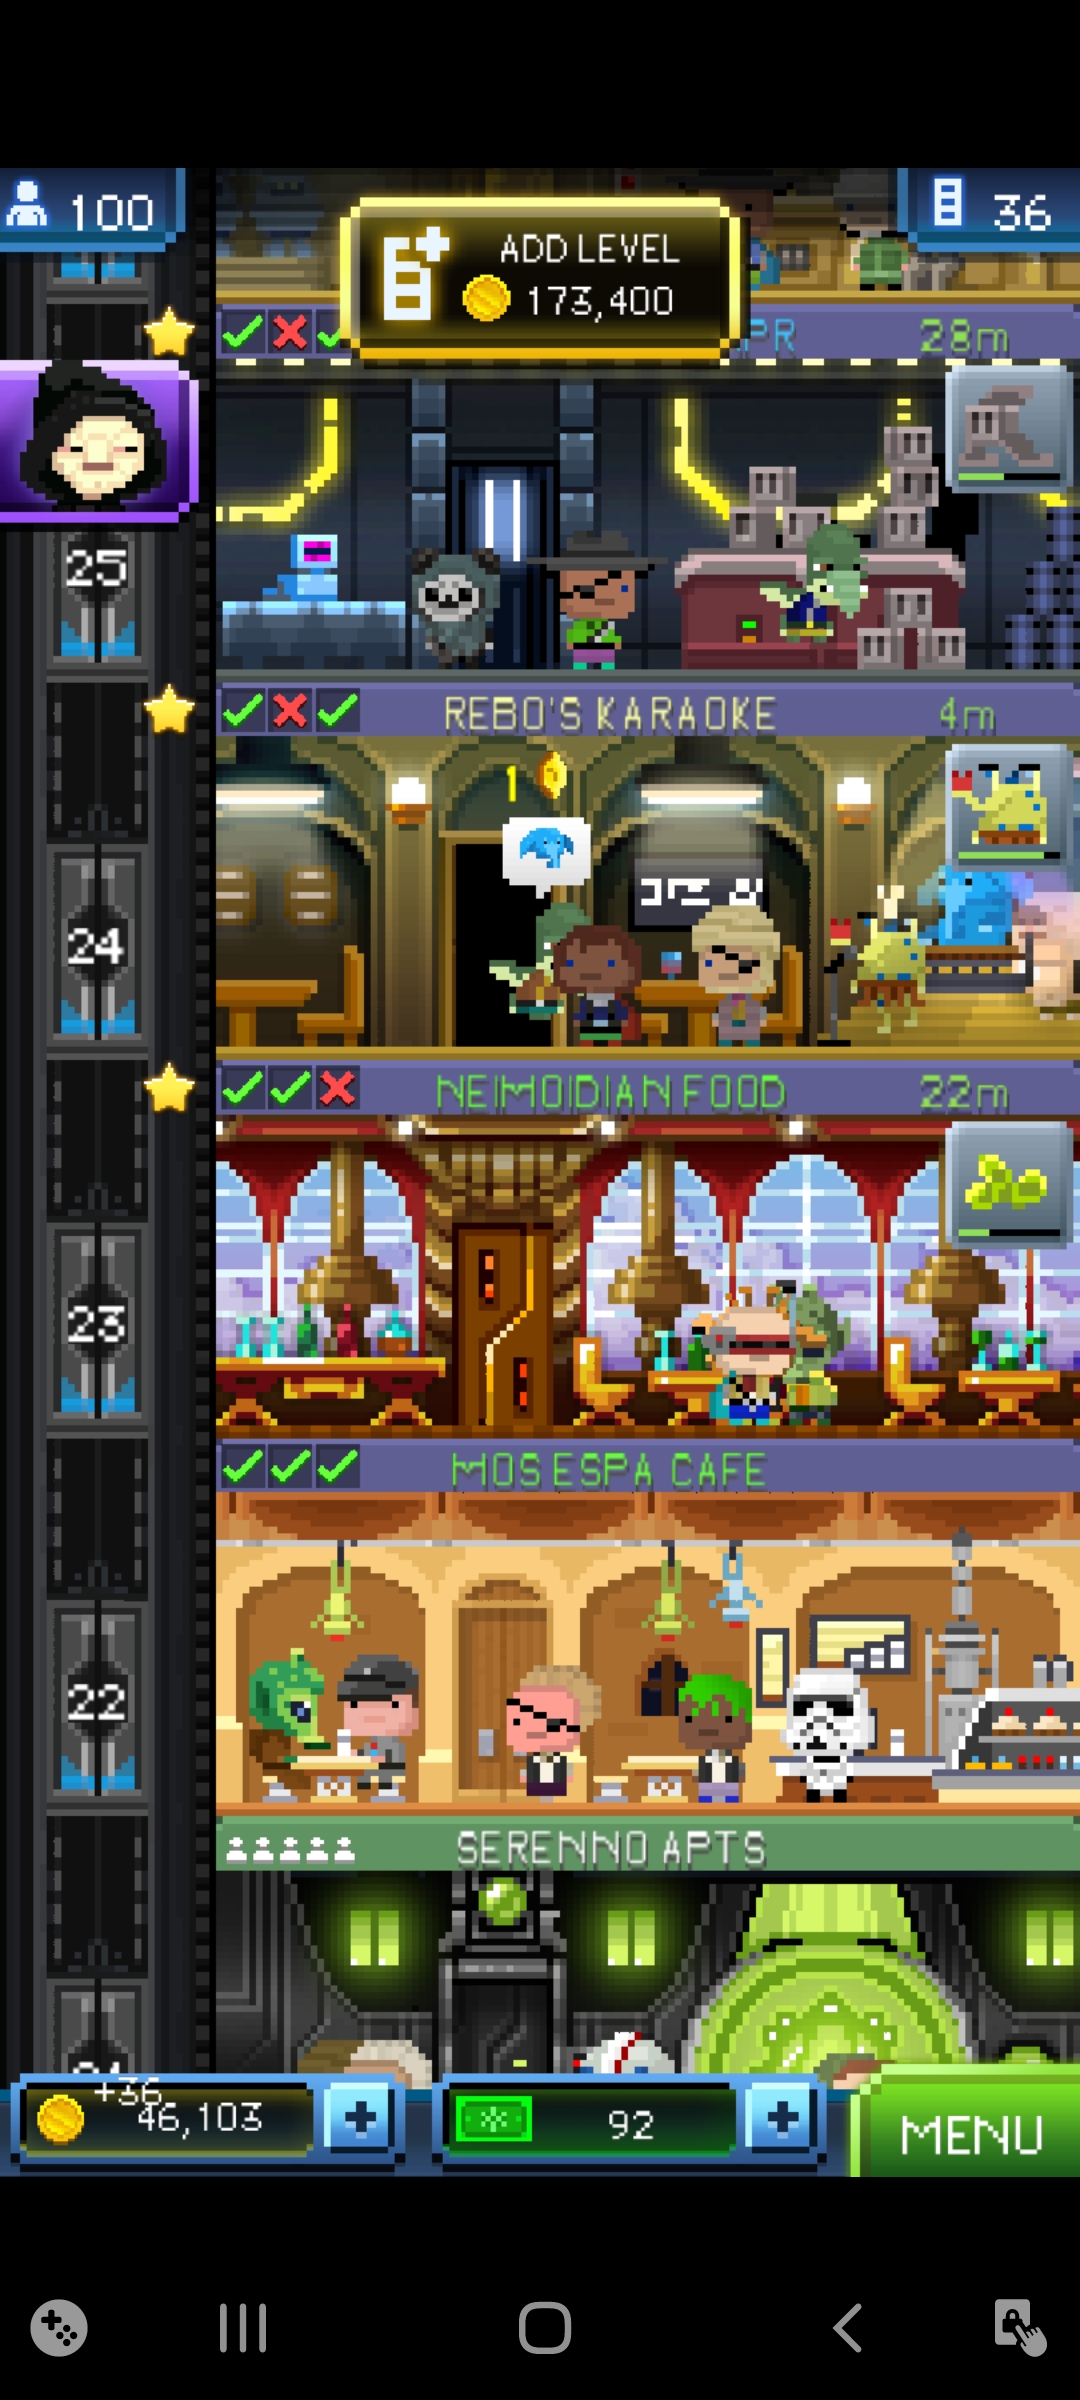 100
ADD LEVEL
173,400
36
28m
25
REBO'S KARAOKE
4m
1
24
NEIMOIDIAN FOOD
22m
23
MOS ESPA CAFE
22
SERENNO APTS
+36
46,103
92
MENU